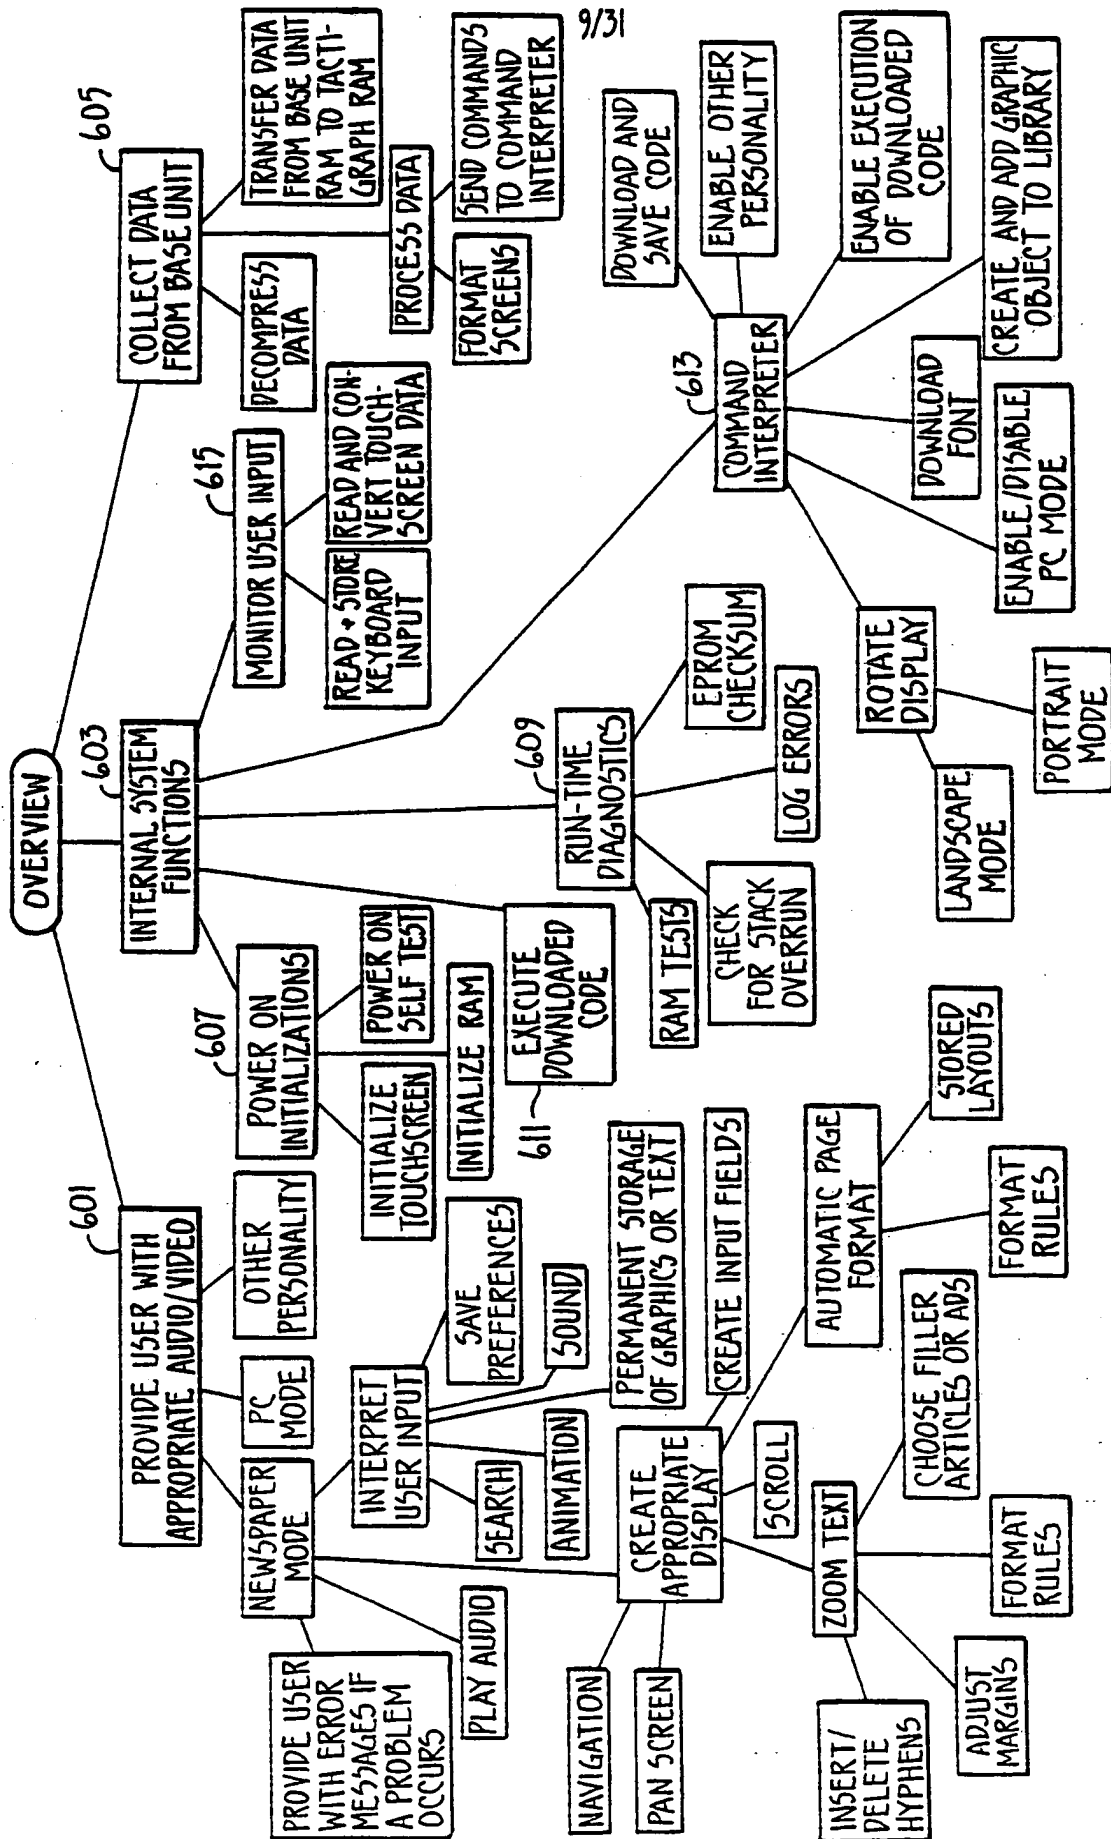 9/31
OVERVIEW
601
PROVIDE USER WITH
APPROPRIATE AUDIO/VIDEO
603
INTERNAL SYSTEM
FUNCTIONS
605
COLLECT DATA
FROM BASE UNIT
NEWSPAPER
MODE
PC
MODE
OTHER
PERSONALITY
607
POWER ON
INITIALIZATIONS
615
MONITOR USER INPUT
DECOMPRESS
DATA
TRANSFER DATA
FROM BASE UNIT
RAM TO TACTI-
GRAPH RAM
PROVIDE USER
WITH ERROR
MESSAGES IF
A PROBLEM
OCCURS
PLAY AUDIO
INTERPRET
USER INPUT
SAVE
PREFERENCES
SEARCH
ANIMATION
SOUND
PERMANENT STORAGE
OF GRAPHICS OR TEXT
INITIALIZE
TOUCHSCREEN
POWER ON
SELF TEST
INITIALIZE RAM
READ + STORE
KEYBOARD
INPUT
READ AND CON-
VERT TOUCH-
SCREEN DATA
PROCESS DATA
FORMAT
SCREENS
SEND COMMANDS
TO COMMAND
INTERPRETER
611
EXECUTE
DOWNLOADED
CODE
609
RUN-TIME
DIAGNOSTICS
RAM TESTS
CHECK
FOR STACK
OVERRUN
LOG ERRORS
EPROM
CHECKSUM
613
COMMAND
INTERPRETER
DOWNLOAD AND
SAVE CODE
ENABLE OTHER
PERSONALITY
ENABLE EXECUTION
OF DOWNLOADED
CODE
CREATE AND ADD GRAPHIC
OBJECT TO LIBRARY
DOWNLOAD
FONT
ENABLE/DISABLE
PC MODE
ROTATE
DISPLAY
LANDSCAPE
MODE
PORTRAIT
MODE
CREATE
APPROPRIATE
DISPLAY
NAVIGATION
PAN SCREEN
CREATE INPUT FIELDS
SCROLL
ZOOM TEXT
INSERT/
DELETE
HYPHENS
ADJUST
MARGINS
FORMAT
RULES
CHOOSE FILLER
ARTICLES OR ADS
AUTOMATIC PAGE
FORMAT
FORMAT
RULES
STORED
LAYOUTS